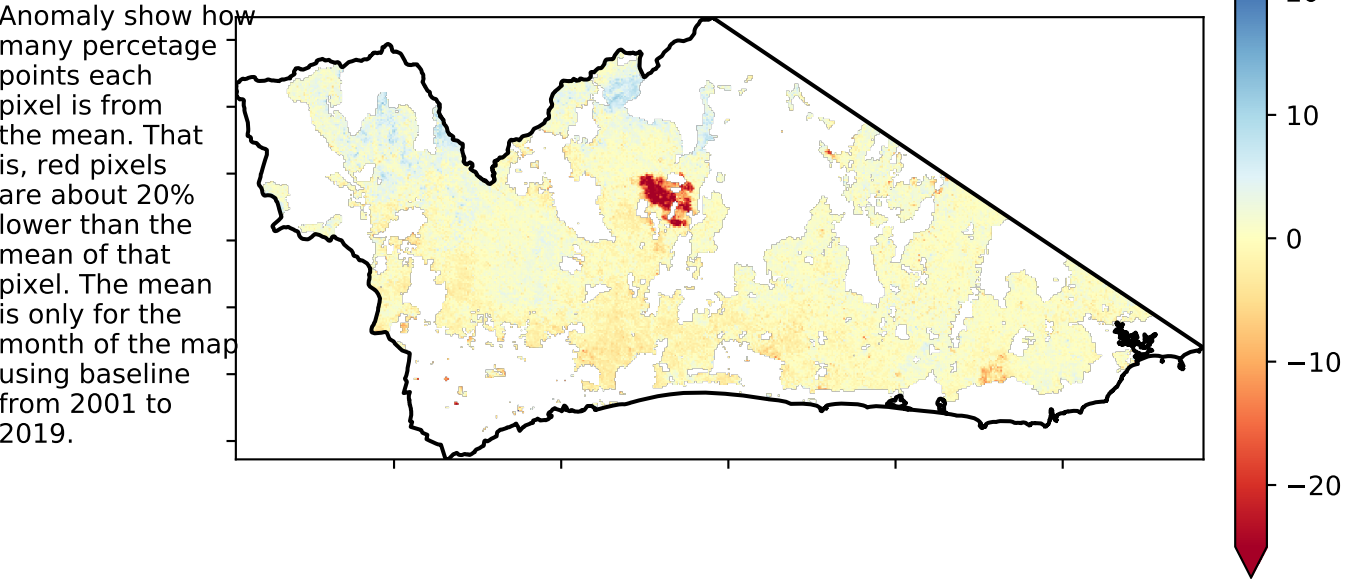 Anomaly show how
many percetage
points each
pixel is from
the mean. That
is, red pixels
are about 20%
lower than the
mean of that
pixel. The mean
is only for the
month of the map
using baseline
from 2001 to
2019.
10
0
−10
−20